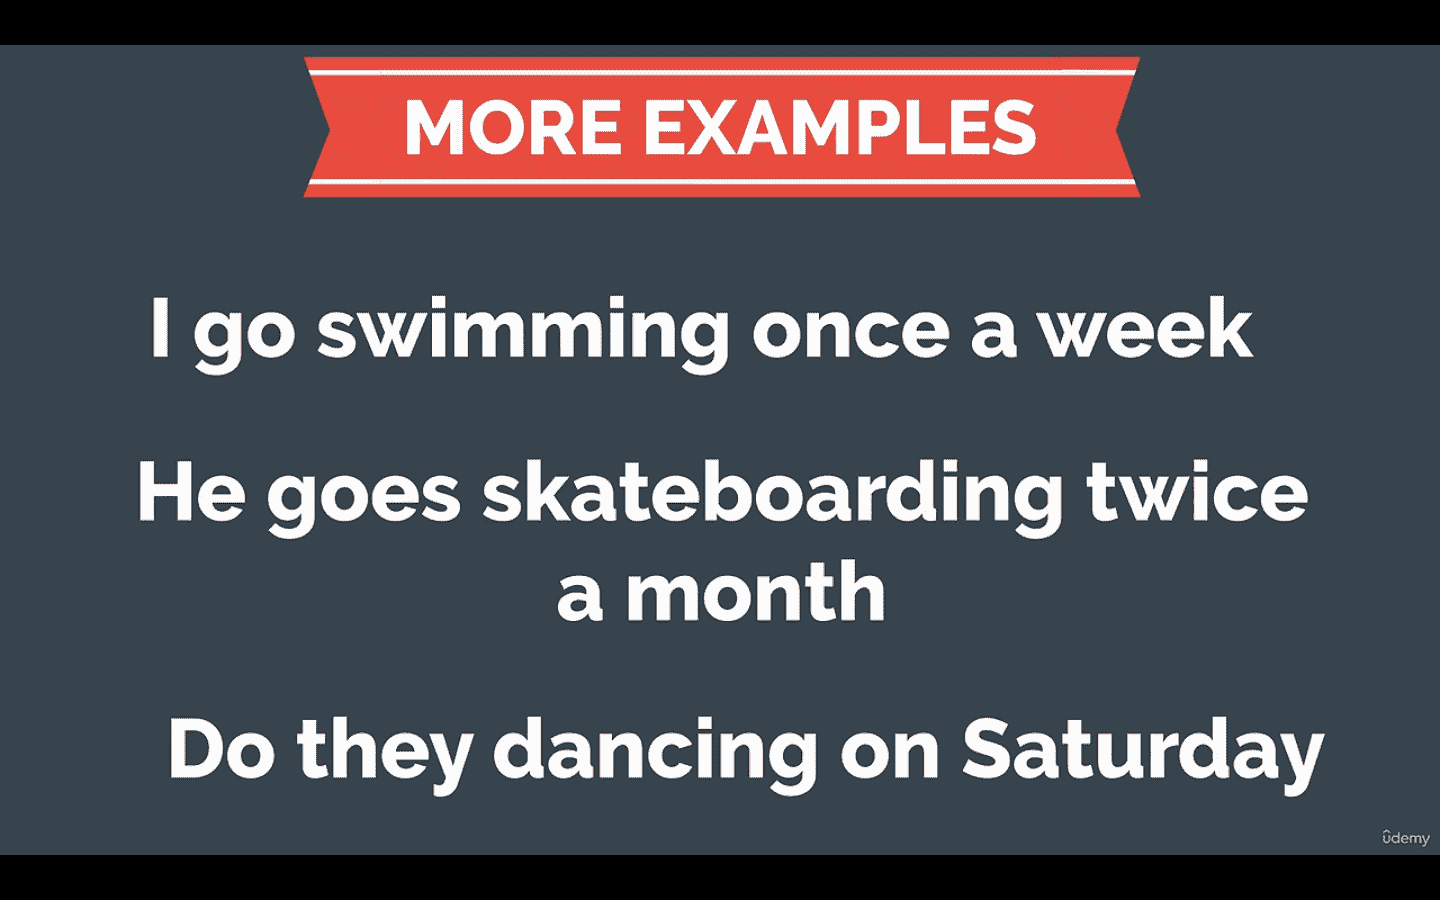 MORE EXAMPLES
I go swimming once a week
He goes skateboarding twice
a month
Do they dancing on Saturday
ûdemy